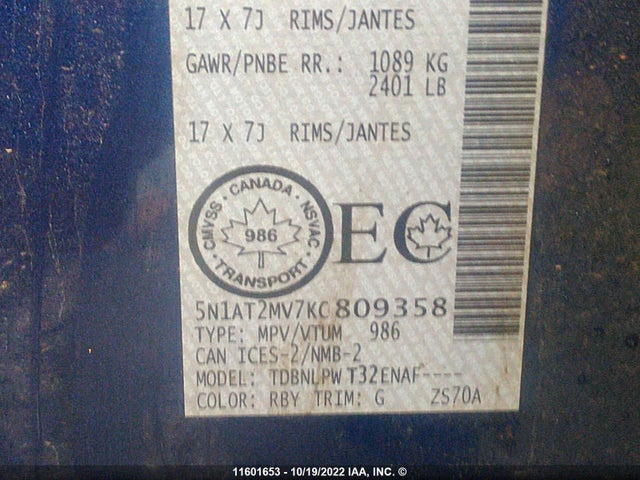 17 X 7J RIMS/JANTES
GAWR/PNBE RR.: 1089 KG
2401 LB
17 X 7J RIMS/JANTES
CANADA
CMVSS · NSVAC
986
TRANSPORT
EC
5N1AT2MV7KC809358
TYPE: MPV/VTUM 986
CAN ICES-2/NMB-2
MODEL: TDBNLPW T32ENAF----
COLOR: RBY TRIM: G ZS70A
11601653 - 10/19/2022 IAA, INC. ©